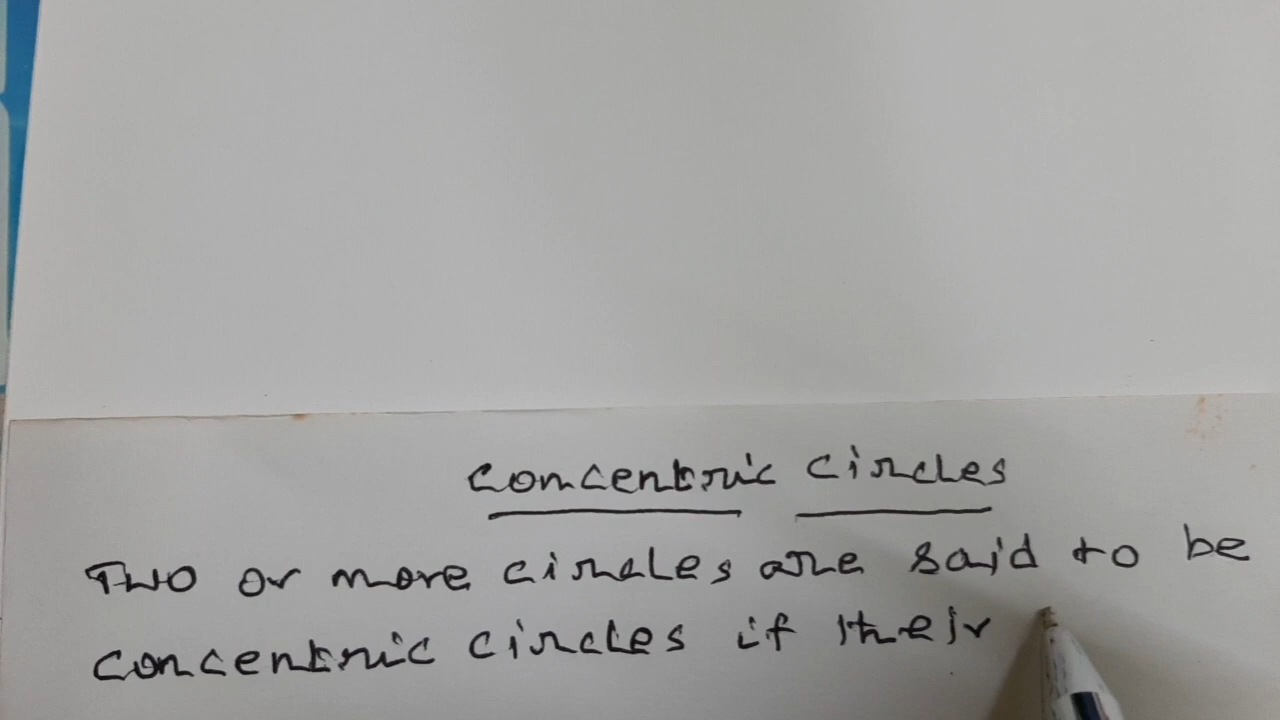 Concentric Circles
Two or more circles are said to be
concentric circles if their